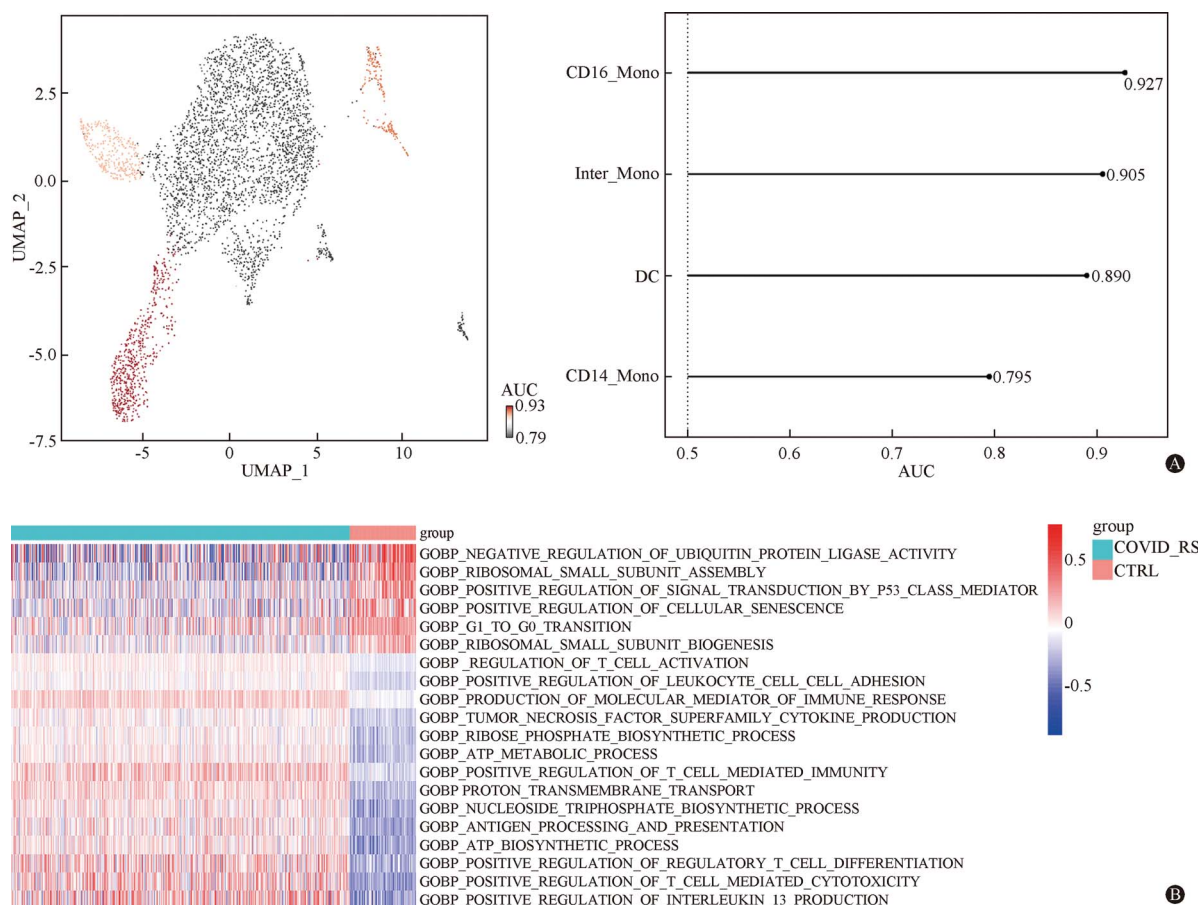 2.5
0.0
-2.5
-5.0
-7.5
UMAP_2
-5
0
5
10
UMAP_1
AUC
0.93
0.79
CD16_Mono
0.927
Inter_Mono
0.905
DC
0.890
CD14_Mono
0.795
0.5
0.6
0.7
0.8
0.9
AUC
A
group
GOBP_NEGATIVE_REGULATION_OF_UBIQUITIN_PROTEIN_LIGASE_ACTIVITY
GOBP_RIBOSOMAL_SMALL_SUBUNIT_ASSEMBLY
GOBP_POSITIVE_REGULATION_OF_SIGNAL_TRANSDUCTION_BY_P53_CLASS_MEDIATOR
GOBP_POSITIVE_REGULATION_OF_CELLULAR_SENESCENCE
GOBP_G1_TO_G0_TRANSITION
GOBP_RIBOSOMAL_SMALL_SUBUNIT_BIOGENESIS
GOBP_REGULATION_OF_T_CELL_ACTIVATION
GOBP_POSITIVE_REGULATION_OF_LEUKOCYTE_CELL_CELL_ADHESION
GOBP_PRODUCTION_OF_MOLECULAR_MEDIATOR_OF_IMMUNE_RESPONSE
GOBP_TUMOR_NECROSIS_FACTOR_SUPERFAMILY_CYTOKINE_PRODUCTION
GOBP_RIBOSE_PHOSPHATE_BIOSYNTHETIC_PROCESS
GOBP_ATP_METABOLIC_PROCESS
GOBP_POSITIVE_REGULATION_OF_T_CELL_MEDIATED_IMMUNITY
GOBP PROTON_TRANSMEMBRANE_TRANSPORT
GOBP_NUCLEOSIDE_TRIPHOSPHATE_BIOSYNTHETIC_PROCESS
GOBP_ANTIGEN_PROCESSING_AND_PRESENTATION
GOBP_ATP_BIOSYNTHETIC_PROCESS
GOBP_POSITIVE_REGULATION_OF_REGULATORY_T_CELL_DIFFERENTIATION
GOBP_POSITIVE_REGULATION_OF_T_CELL_MEDIATED_CYTOTOXICITY
GOBP_POSITIVE_REGULATION_OF_INTERLEUKIN_13_PRODUCTION
0.5
0
-0.5
group
COVID_RS
CTRL
B